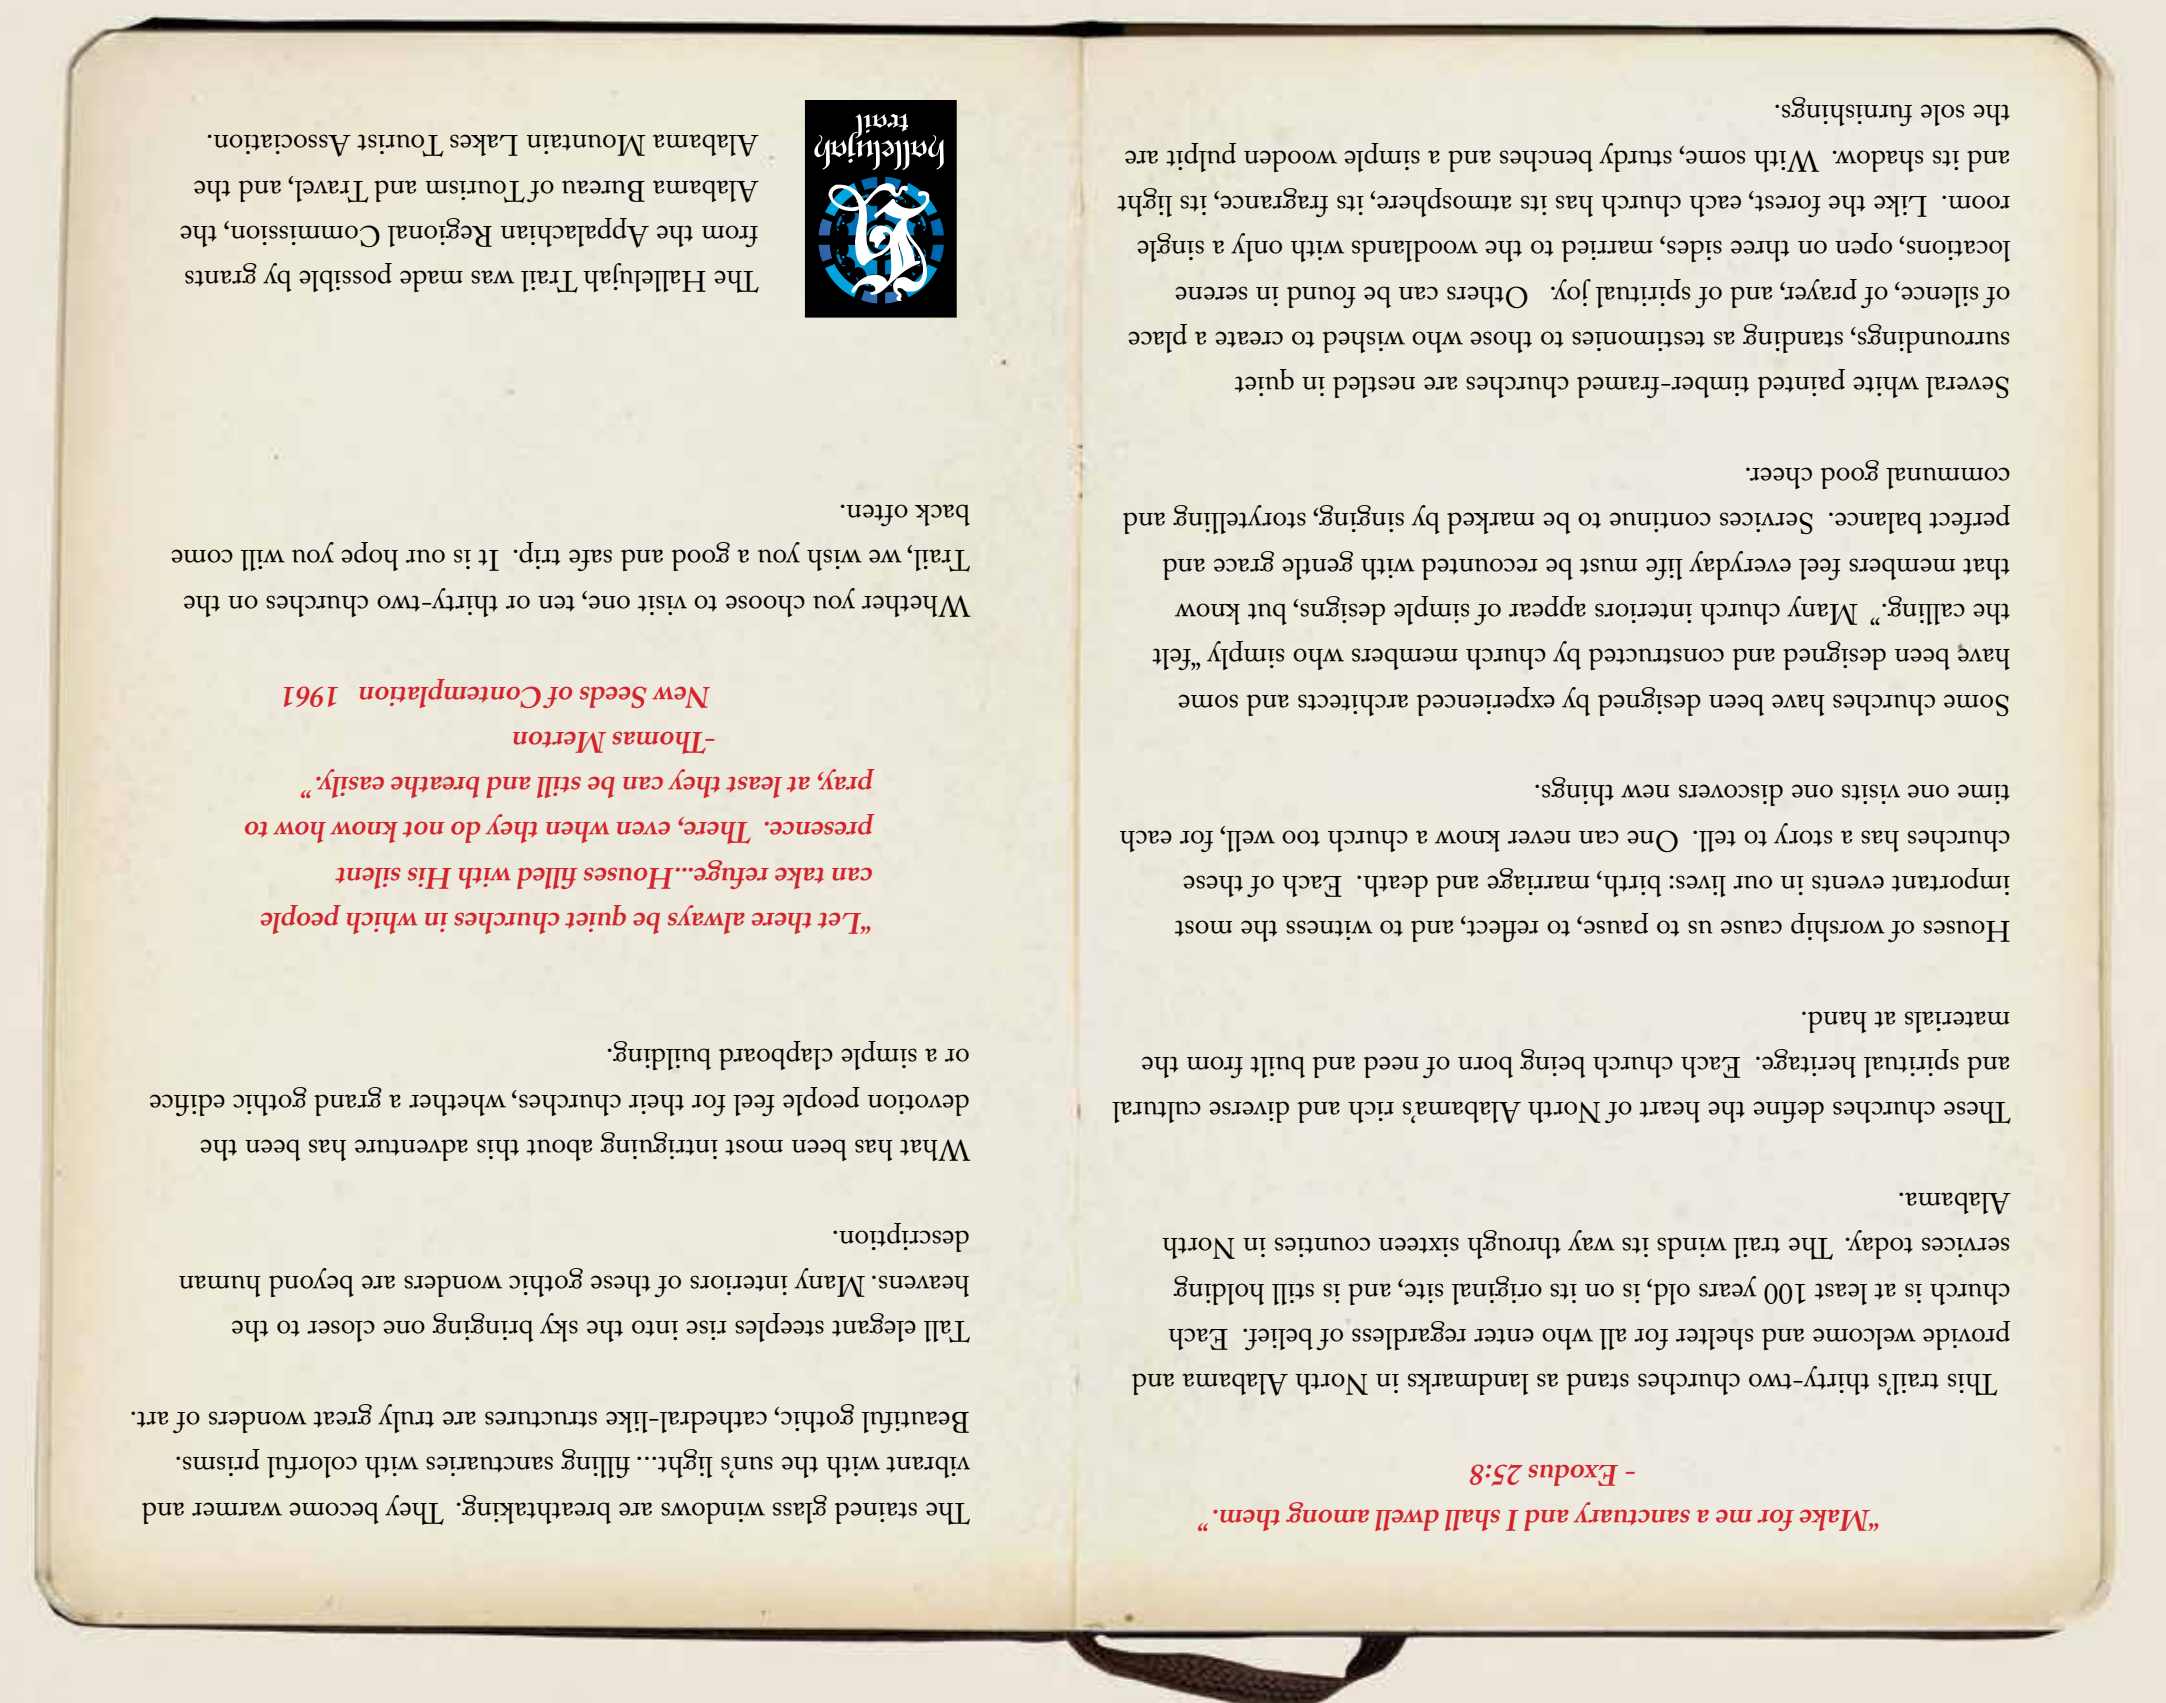 "Make for me a sanctuary and I shall dwell among them."
- Exodus 25:8
This trail's thirty-two churches stand as landmarks in North Alabama and
provide welcome and shelter for all who enter regardless of belief. Each
church is at least 100 years old, is on its original site, and is still holding
services today. The trail winds its way through sixteen counties in North
Alabama.
These churches define the heart of North Alabama's rich and diverse cultural
and spiritual heritage. Each church being born of need and built from the
materials at hand.
Houses of worship cause us to pause, to reflect, and to witness the most
important events in our lives: birth, marriage and death. Each of these
churches has a story to tell. One can never know a church too well, for each
time one visits one discovers new things.
Some churches have been designed by experienced architects and some
have been designed and constructed by church members who simply "felt
the calling." Many church interiors appear of simple designs, but know
that members feel everyday life must be recounted with gentle grace and
perfect balance. Services continue to be marked by singing, storytelling and
communal good cheer.
Several white painted timber-framed churches are nestled in quiet
surroundings, standing as testimonies to those who wished to create a place
of silence, of prayer, and of spiritual joy. Others can be found in serene
locations, open on three sides, married to the woodlands with only a single
room. Like the forest, each church has its atmosphere, its fragrance, its light
and its shadow. With some, sturdy benches and a simple wooden pulpit are
the sole furnishings.
The stained glass windows are breathtaking. They become warmer and
vibrant with the sun's light... filling sanctuaries with colorful prisms.
Beautiful gothic, cathedral-like structures are truly great wonders of art.
Tall elegant steeples rise into the sky bringing one closer to the
heavens. Many interiors of these gothic wonders are beyond human
description.
What has been most intriguing about this adventure has been the
devotion people feel for their churches, whether a grand gothic edifice
or a simple clapboard building.
"Let there always be quiet churches in which people
can take refuge...Houses filled with His silent
presence. There, even when they do not know how to
pray, at least they can be still and breathe easily."
-Thomas Merton
New Seeds of Contemplation 1961
Whether you choose to visit one, ten or thirty-two churches on the
Trail, we wish you a good and safe trip. It is our hope you will come
back often.
hallelujah
trail
The Hallelujah Trail was made possible by grants
from the Appalachian Regional Commission, the
Alabama Bureau of Tourism and Travel, and the
Alabama Mountain Lakes Tourist Association.